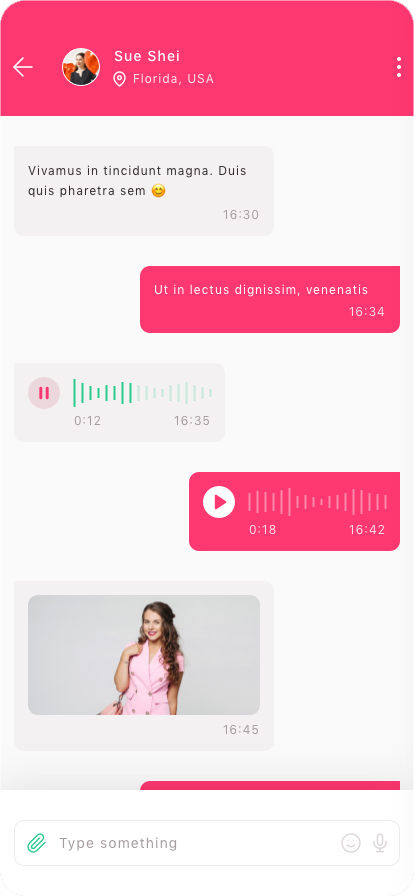 Sue Shei
Florida, USA
Vivamus in tincidunt magna. Duis
quis pharetra sem 😊
16:30
Ut in lectus dignissim, venenatis
16:34
0:12 16:35
0:18 16:42
16:45
Type something